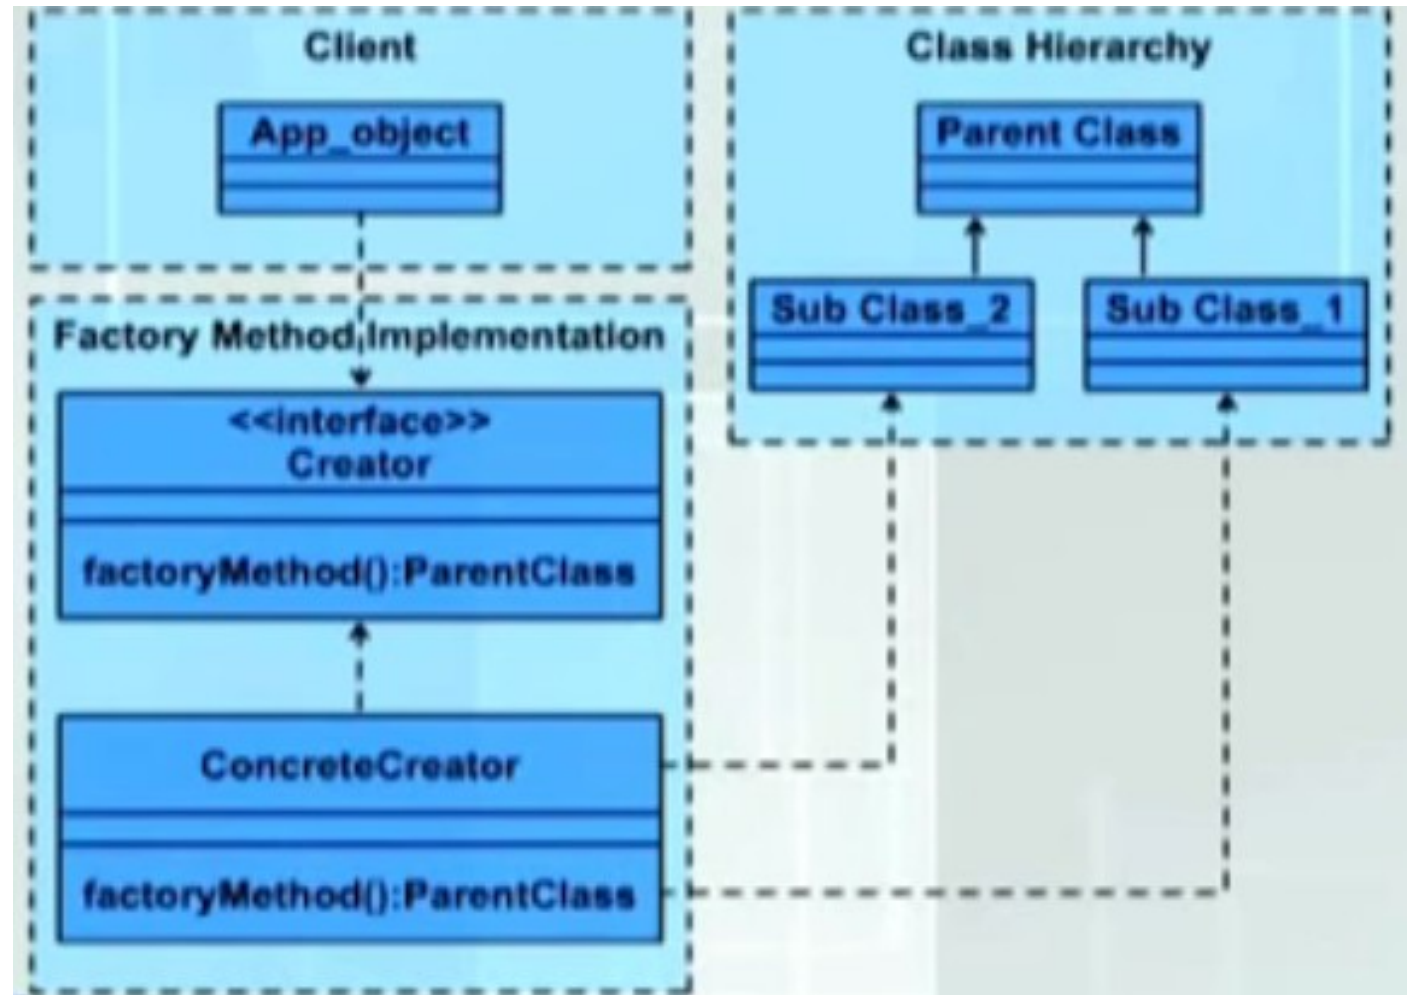 Client
App_object
Class Hierarchy
Parent Class
Sub Class_2
Sub Class_1
Factory Method Implementation
<<interface>>
Creator
factoryMethod():ParentClass
ConcreteCreator
factoryMethod():ParentClass